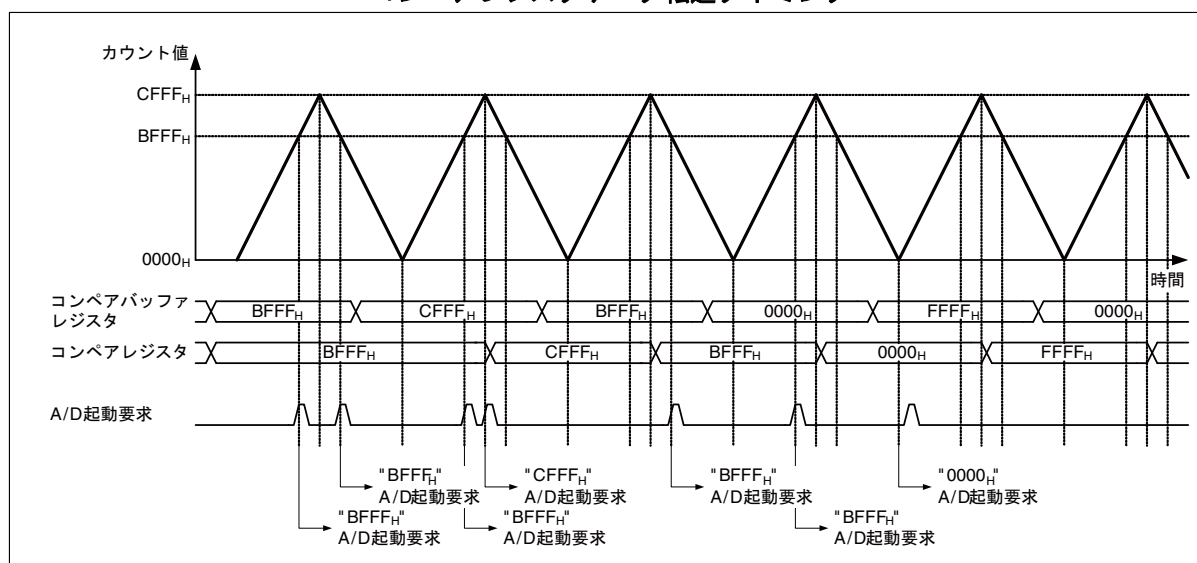 カウント値
CFFFH
BFFFH
0000H
時間
コンペアバッファ
レジスタ
BFFFH
CFFFH
BFFFH
0000H
FFFFH
0000H
コンペアレジスタ
BFFFH
CFFFH
BFFFH
0000H
FFFFH
A/D起動要求
"BFFFH"
A/D起動要求
"CFFFH"
A/D起動要求
"BFFFH"
A/D起動要求
"0000H"
A/D起動要求
"BFFFH"
A/D起動要求
"BFFFH"
A/D起動要求
"BFFFH"
A/D起動要求